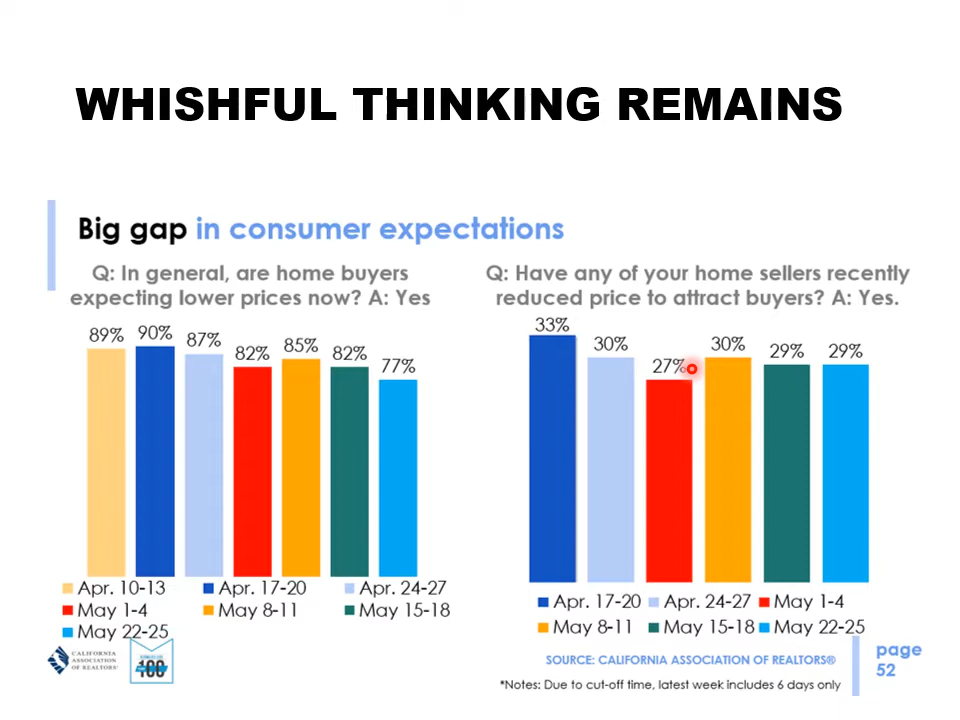 WHISHFUL THINKING REMAINS
Big gap in consumer expectations
Q: In general, are home buyers
expecting lower prices now? A: Yes
89%
90%
87%
82%
85%
82%
77%
Apr. 10-13
Apr. 17-20
Apr. 24-27
May 1-4
May 8-11
May 15-18
May 22-25
Q: Have any of your home sellers recently
reduced price to attract buyers? A: Yes.
33%
30%
27%
30%
29%
29%
Apr. 17-20
Apr. 24-27
May 1-4
May 8-11
May 15-18
May 22-25
CALIFORNIA
ASSOCIATION
OF REALTORS®
100
SOURCE: CALIFORNIA ASSOCIATION OF REALTORS®
*Notes: Due to cut-off time, latest week includes 6 days only
page
52